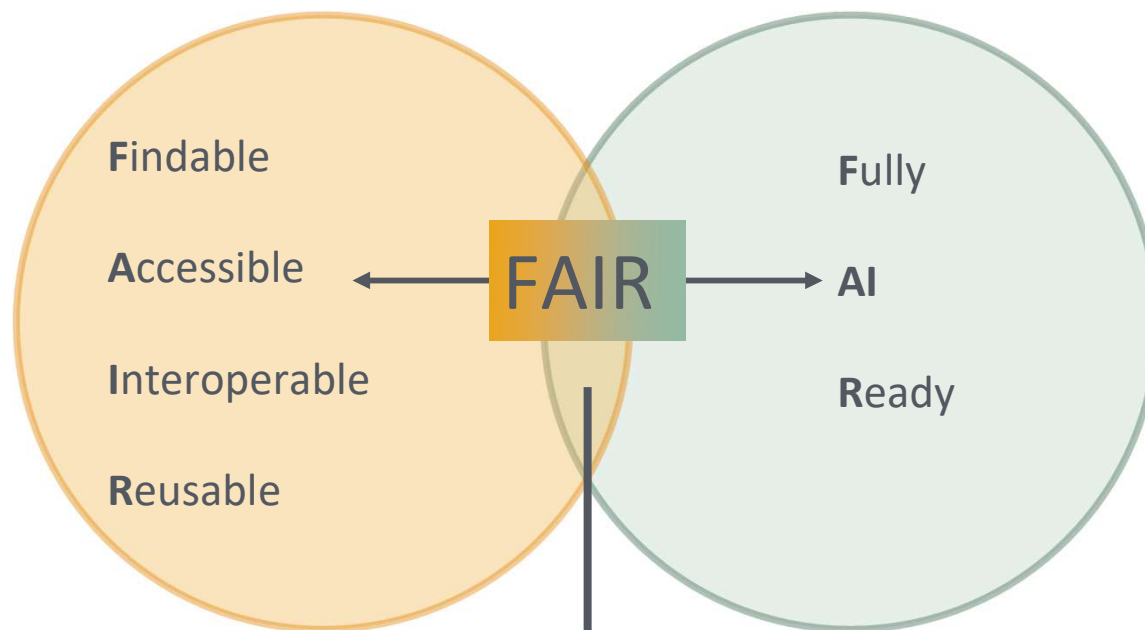 Findable
Accessible
Interoperable
Reusable
FAIR
Fully
AI
Ready